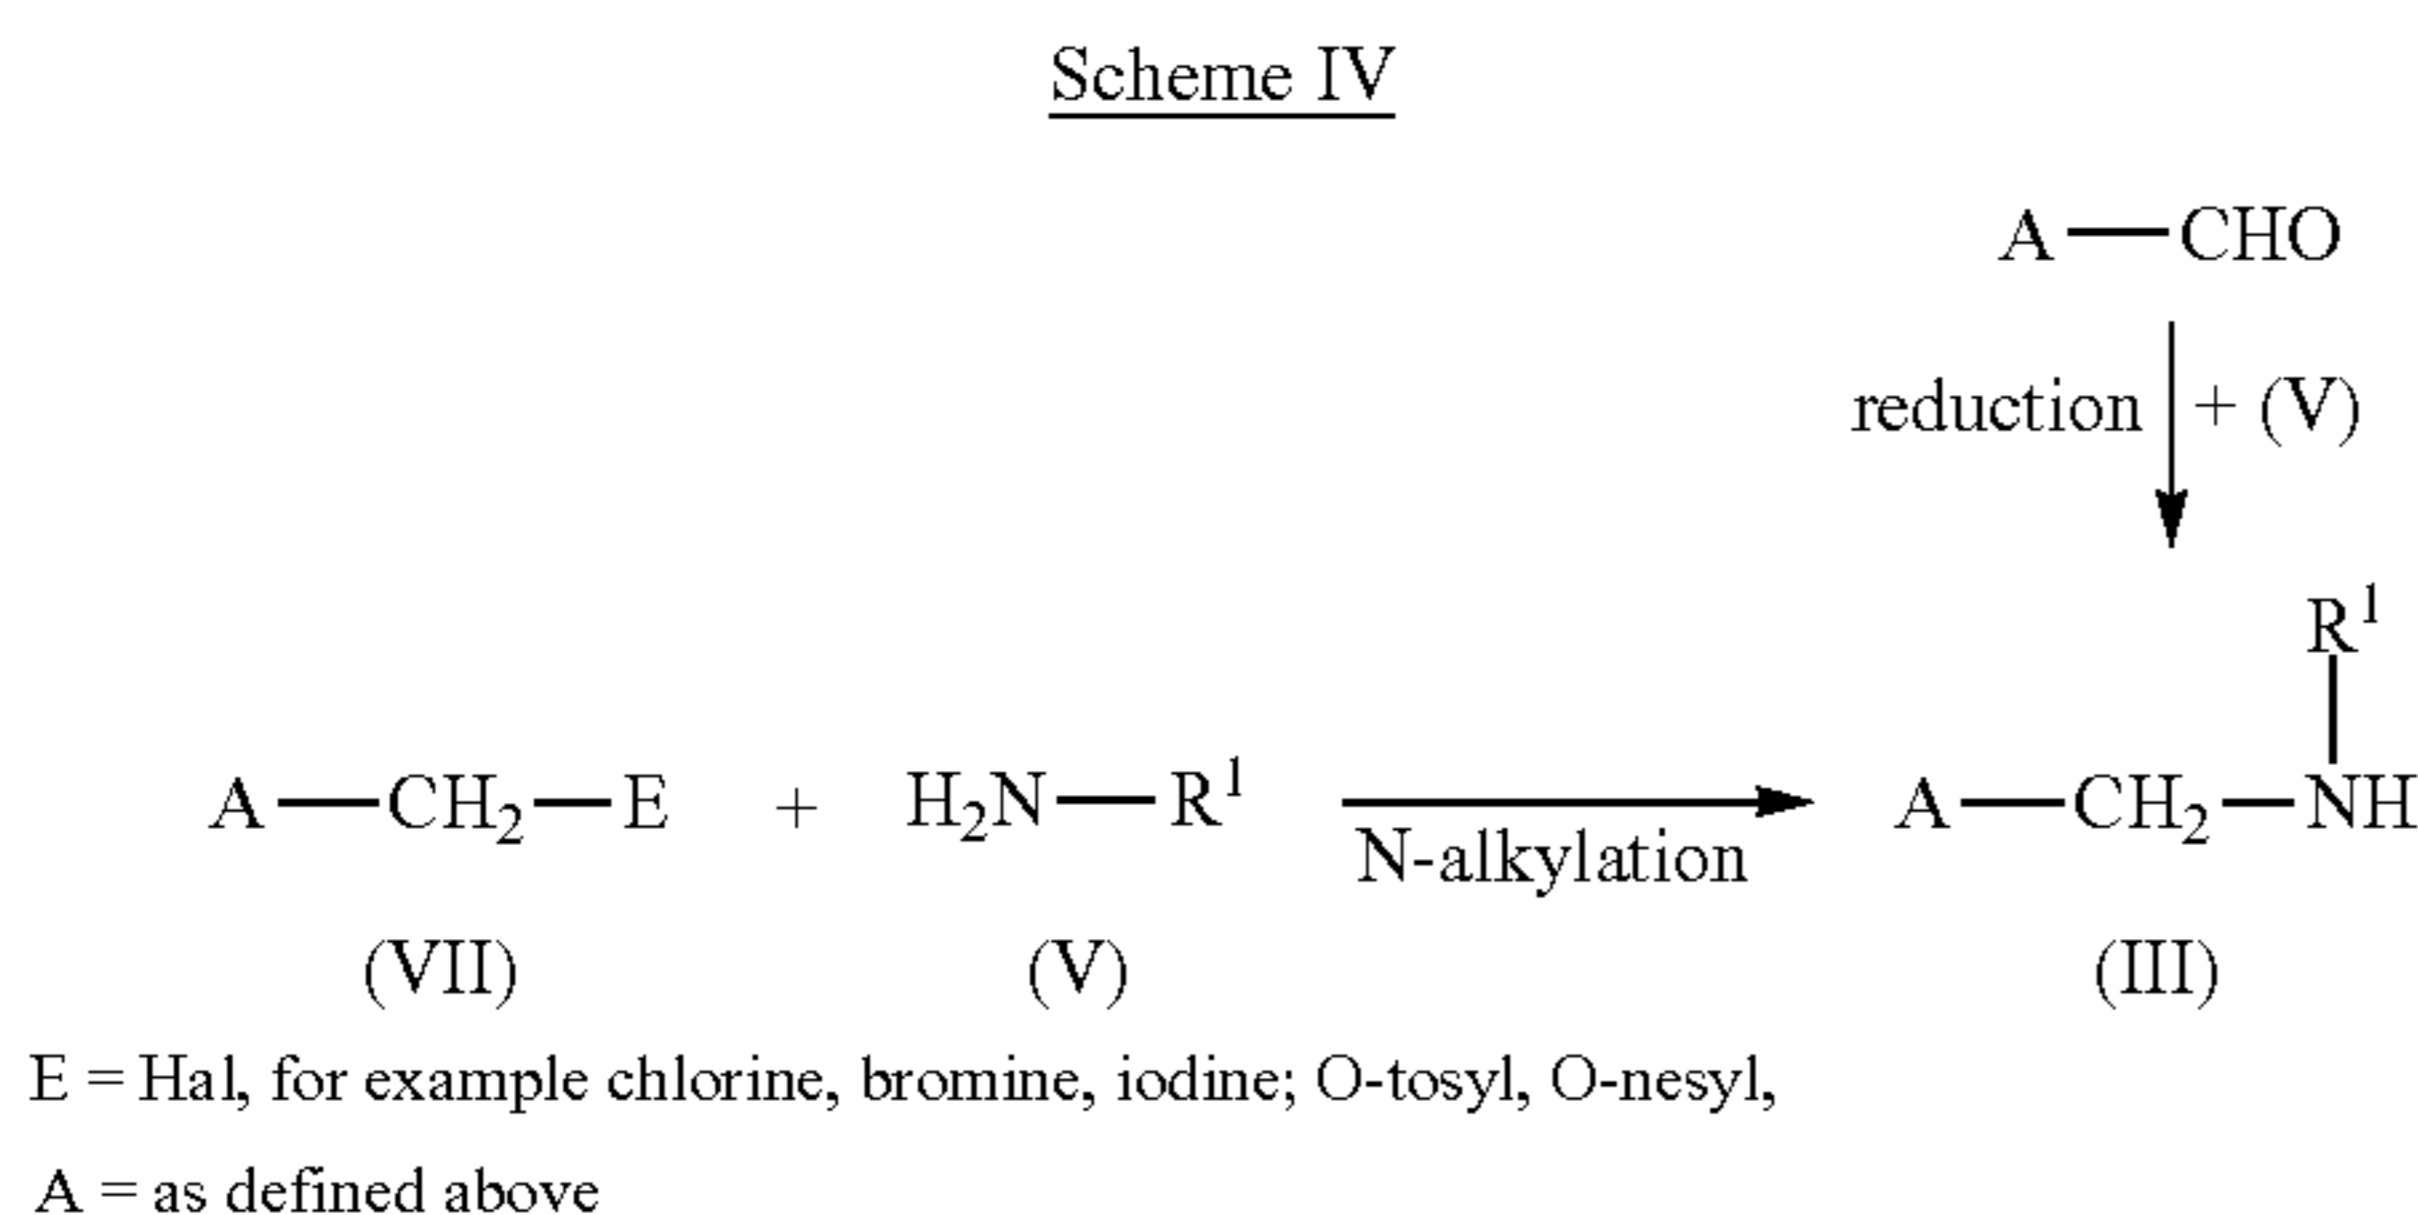 Scheme IV
A—CHO
reduction + (V)
R¹
A—CH₂—E + H₂N—R¹ A—CH₂—NH
N-alkylation
(VII) (V) (III)
E = Hal, for example chlorine, bromine, iodine; O-tosyl, O-nesyl,
A = as defined above